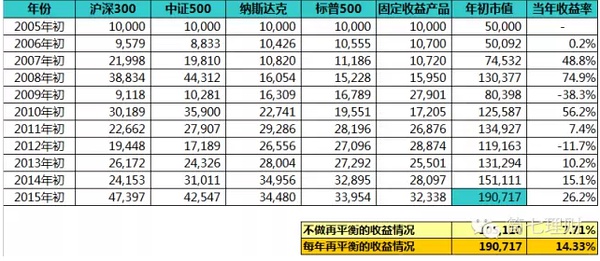 年份 沪深300 中证500 纳斯达克 标普500 固定收益产品 年初市值 当年收益率
2005年初 10,000 10,000 10,000 10,000 10,000 50,000 -
2006年初 9,579 8,833 10,426 10,555 10,700 50,092 0.2%
2007年初 21,998 19,810 10,820 11,186 10,720 74,532 48.8%
2008年初 38,834 44,312 16,054 15,228 15,950 130,377 74.9%
2009年初 9,118 10,281 16,309 16,789 27,901 80,398 -38.3%
2010年初 30,189 35,900 22,741 19,551 17,205 125,587 56.2%
2011年初 22,662 27,907 29,286 28,196 26,876 134,927 7.4%
2012年初 19,448 17,189 26,556 27,096 28,874 119,163 -11.7%
2013年初 26,172 24,326 28,004 27,292 25,501 131,294 10.2%
2014年初 24,153 31,011 34,956 32,895 28,097 151,111 15.1%
2015年初 47,397 42,547 34,480 33,954 32,338 190,717 26.2%
不做再平衡的收益情况 7.71%
每年再平衡的收益情况 190,717 14.33%
七理财